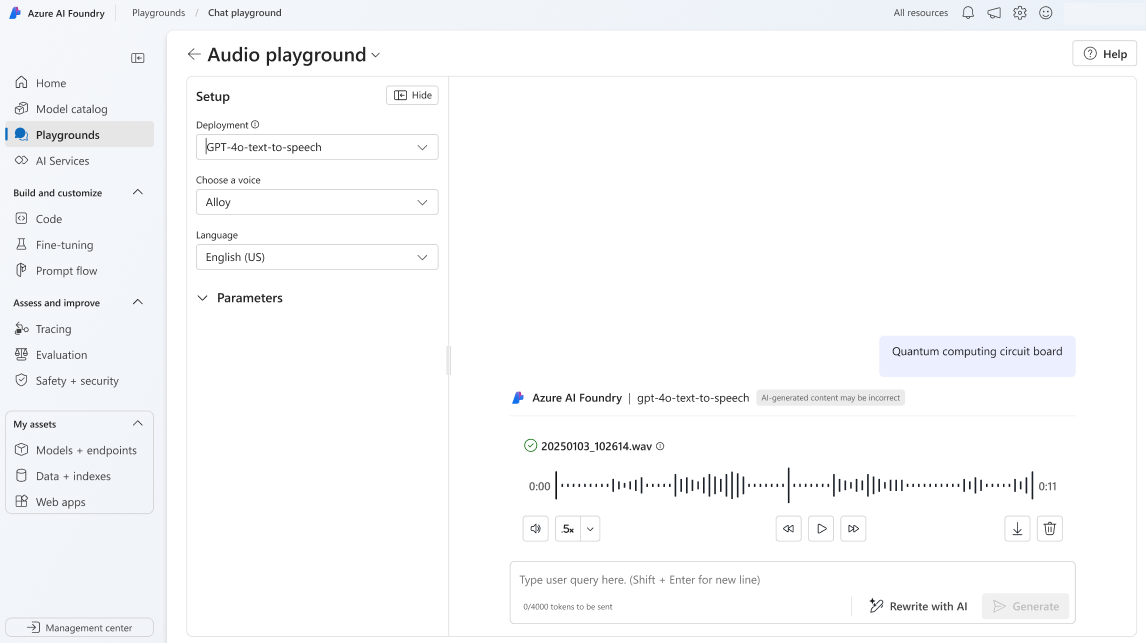 Azure AI Foundry
Playgrounds / Chat playground
All resources
Home
Model catalog
Playgrounds
AI Services
Build and customize
Code
Fine-tuning
Prompt flow
Assess and improve
Tracing
Evaluation
Safety + security
My assets
Models + endpoints
Data + indexes
Web apps
Management center
Audio playground
Help
Setup
Hide
Deployment
GPT-4o-text-to-speech
Choose a voice
Alloy
Language
English (US)
Parameters
Quantum computing circuit board
Azure AI Foundry | gpt-4o-text-to-speech AI-generated content may be incorrect
20250103_102614.wav
0:00 0:11
.5x
Type user query here. (Shift + Enter for new line)
0/4000 tokens to be sent
Rewrite with AI
Generate